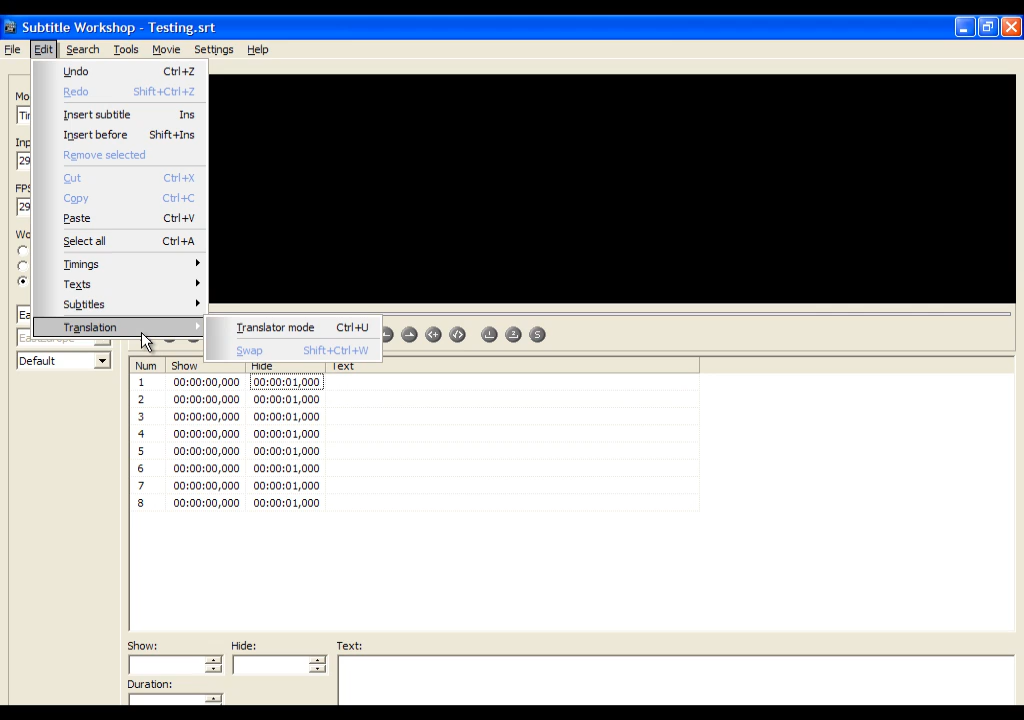 Subtitle Workshop - Testing.srt
File Edit Search Tools Movie Settings Help
Undo Ctrl+Z
Redo Shift+Ctrl+Z
Insert subtitle Ins
Insert before Shift+Ins
Remove selected
Cut Ctrl+X
Copy Ctrl+C
Paste Ctrl+V
Select all Ctrl+A
Timings
Texts
Subtitles
Translation
Translator mode Ctrl+U
Swap Shift+Ctrl+W
Default
Num Show Hide Text
1 00:00:00,000 00:00:01,000
2 00:00:00,000 00:00:01,000
3 00:00:00,000 00:00:01,000
4 00:00:00,000 00:00:01,000
5 00:00:00,000 00:00:01,000
6 00:00:00,000 00:00:01,000
7 00:00:00,000 00:00:01,000
8 00:00:00,000 00:00:01,000
Show: Hide: Text:
Duration: